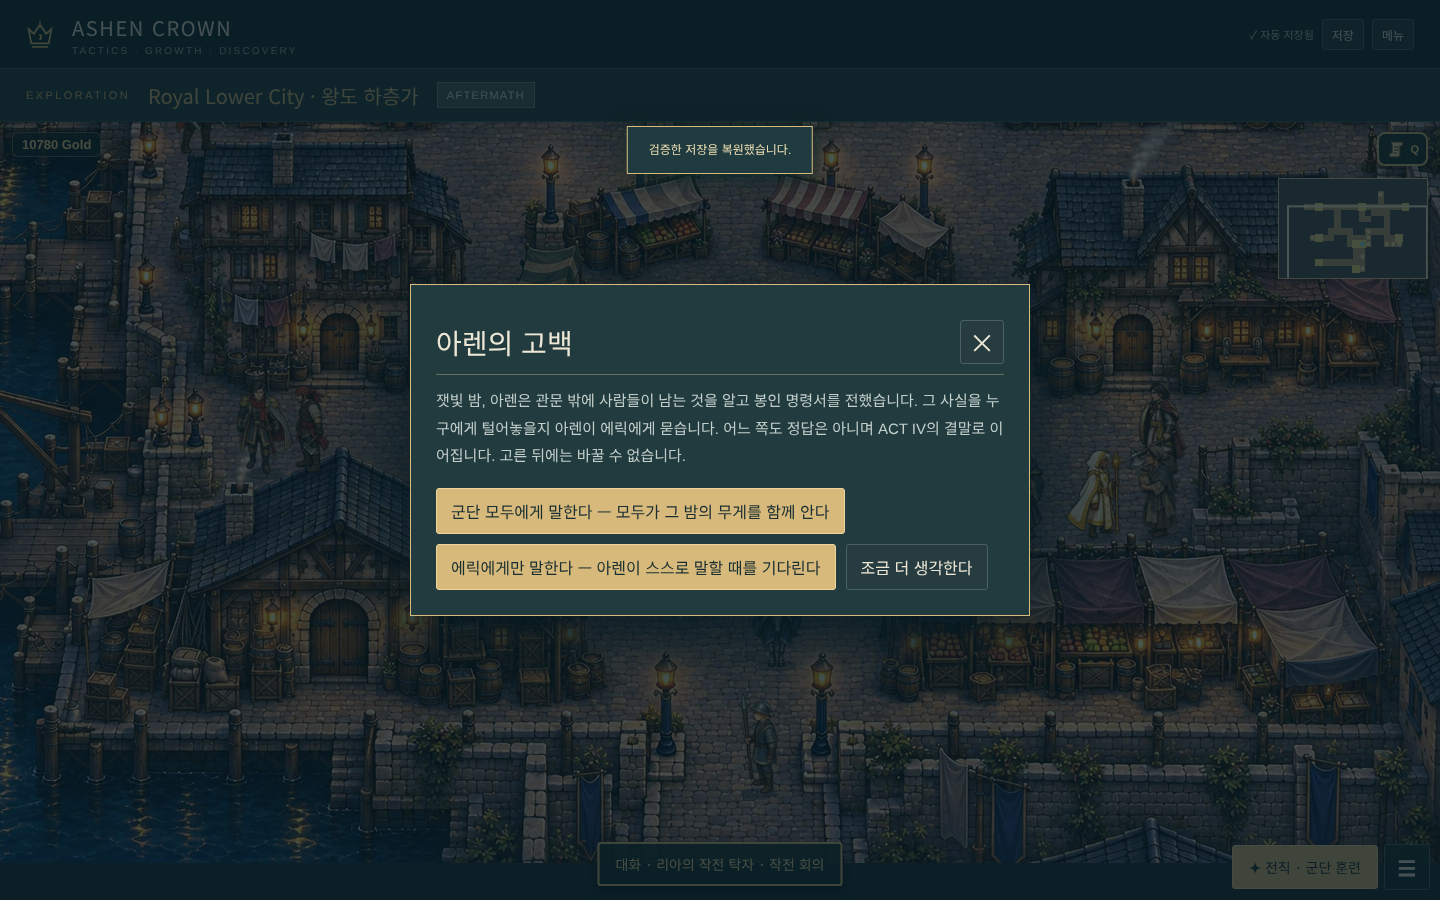 ASHEN CROWN
TACTICS · GROWTH · DISCOVERY
✓ 자동 저장됨
저장
메뉴
EXPLORATION
Royal Lower City · 왕도 하층가
AFTERMATH
10780 Gold
검증한 저장을 복원했습니다.
Q
아렌의 고백
잿빛 밤, 아렌은 관문 밖에 사람들이 남는 것을 알고 봉인 명령서를 전했습니다. 그 사실을 누
구에게 털어놓을지 아렌이 에릭에게 묻습니다. 어느 쪽도 정답은 아니며 ACT IV의 결말로 이
어집니다. 고른 뒤에는 바꿀 수 없습니다.
군단 모두에게 말한다 — 모두가 그 밤의 무게를 함께 안다
에릭에게만 말한다 — 아렌이 스스로 말할 때를 기다린다
조금 더 생각한다
대화 · 리아의 작전 탁자 · 작전 회의
✦ 전직 · 군단 훈련